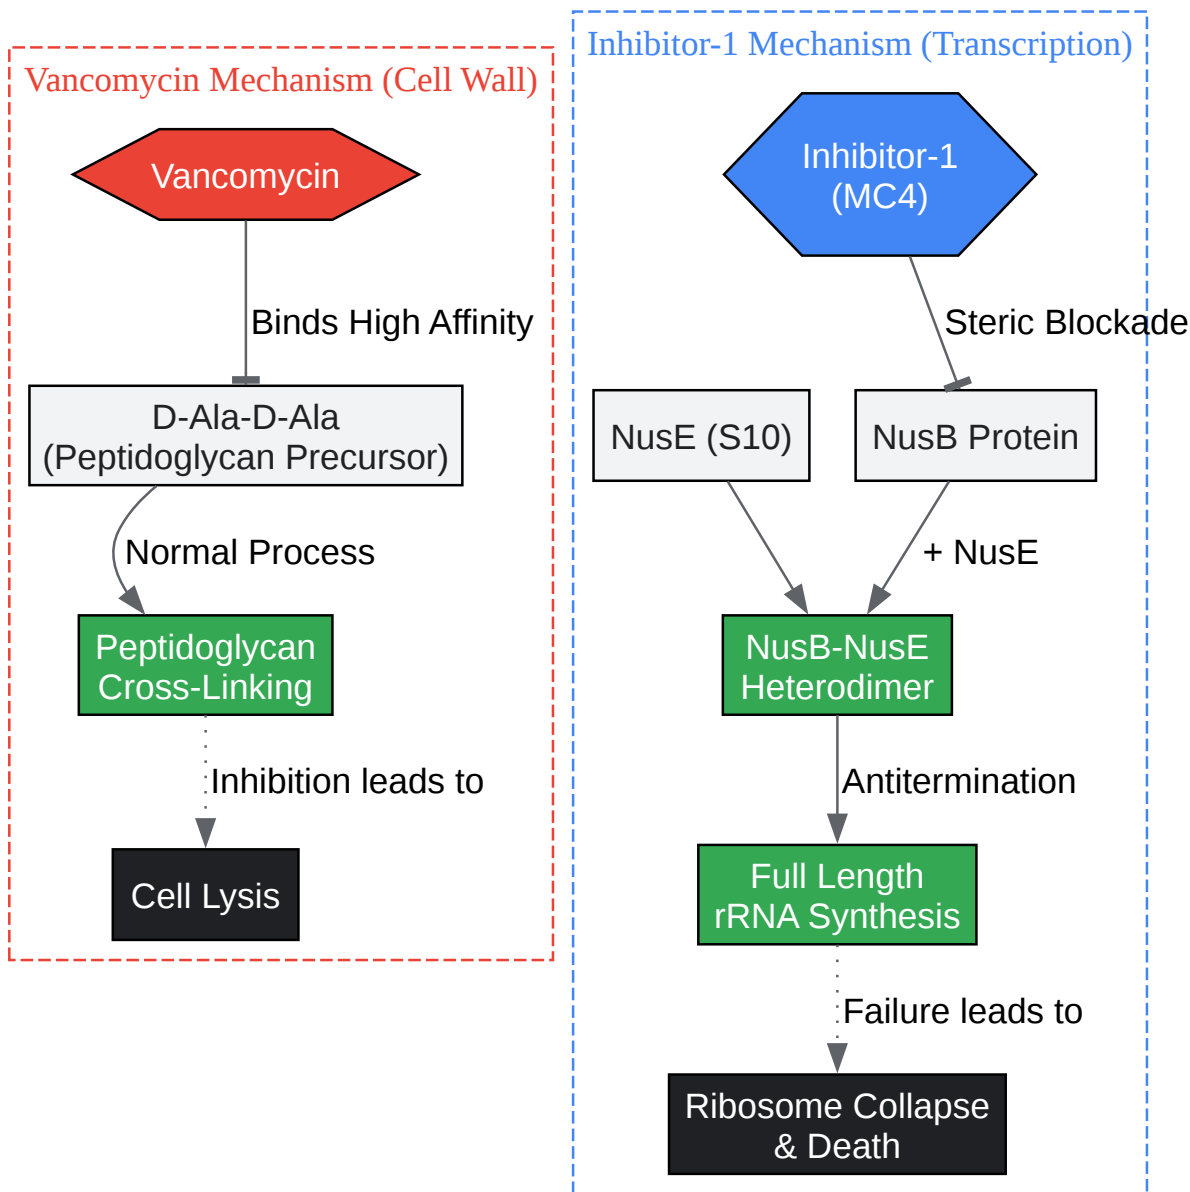 Vancomycin Mechanism (Cell Wall)
Vancomycin
Binds High Affinity
D-Ala-D-Ala
(Peptidoglycan Precursor)
Normal Process
Peptidoglycan
Cross-Linking
Inhibition leads to
Cell Lysis
Inhibitor-1 Mechanism (Transcription)
Inhibitor-1
(MC4)
Steric Blockade
NusE (S10)
NusB Protein
+ NusE
NusB-NusE
Heterodimer
Antitermination
Full Length
rRNA Synthesis
Failure leads to
Ribosome Collapse
& Death